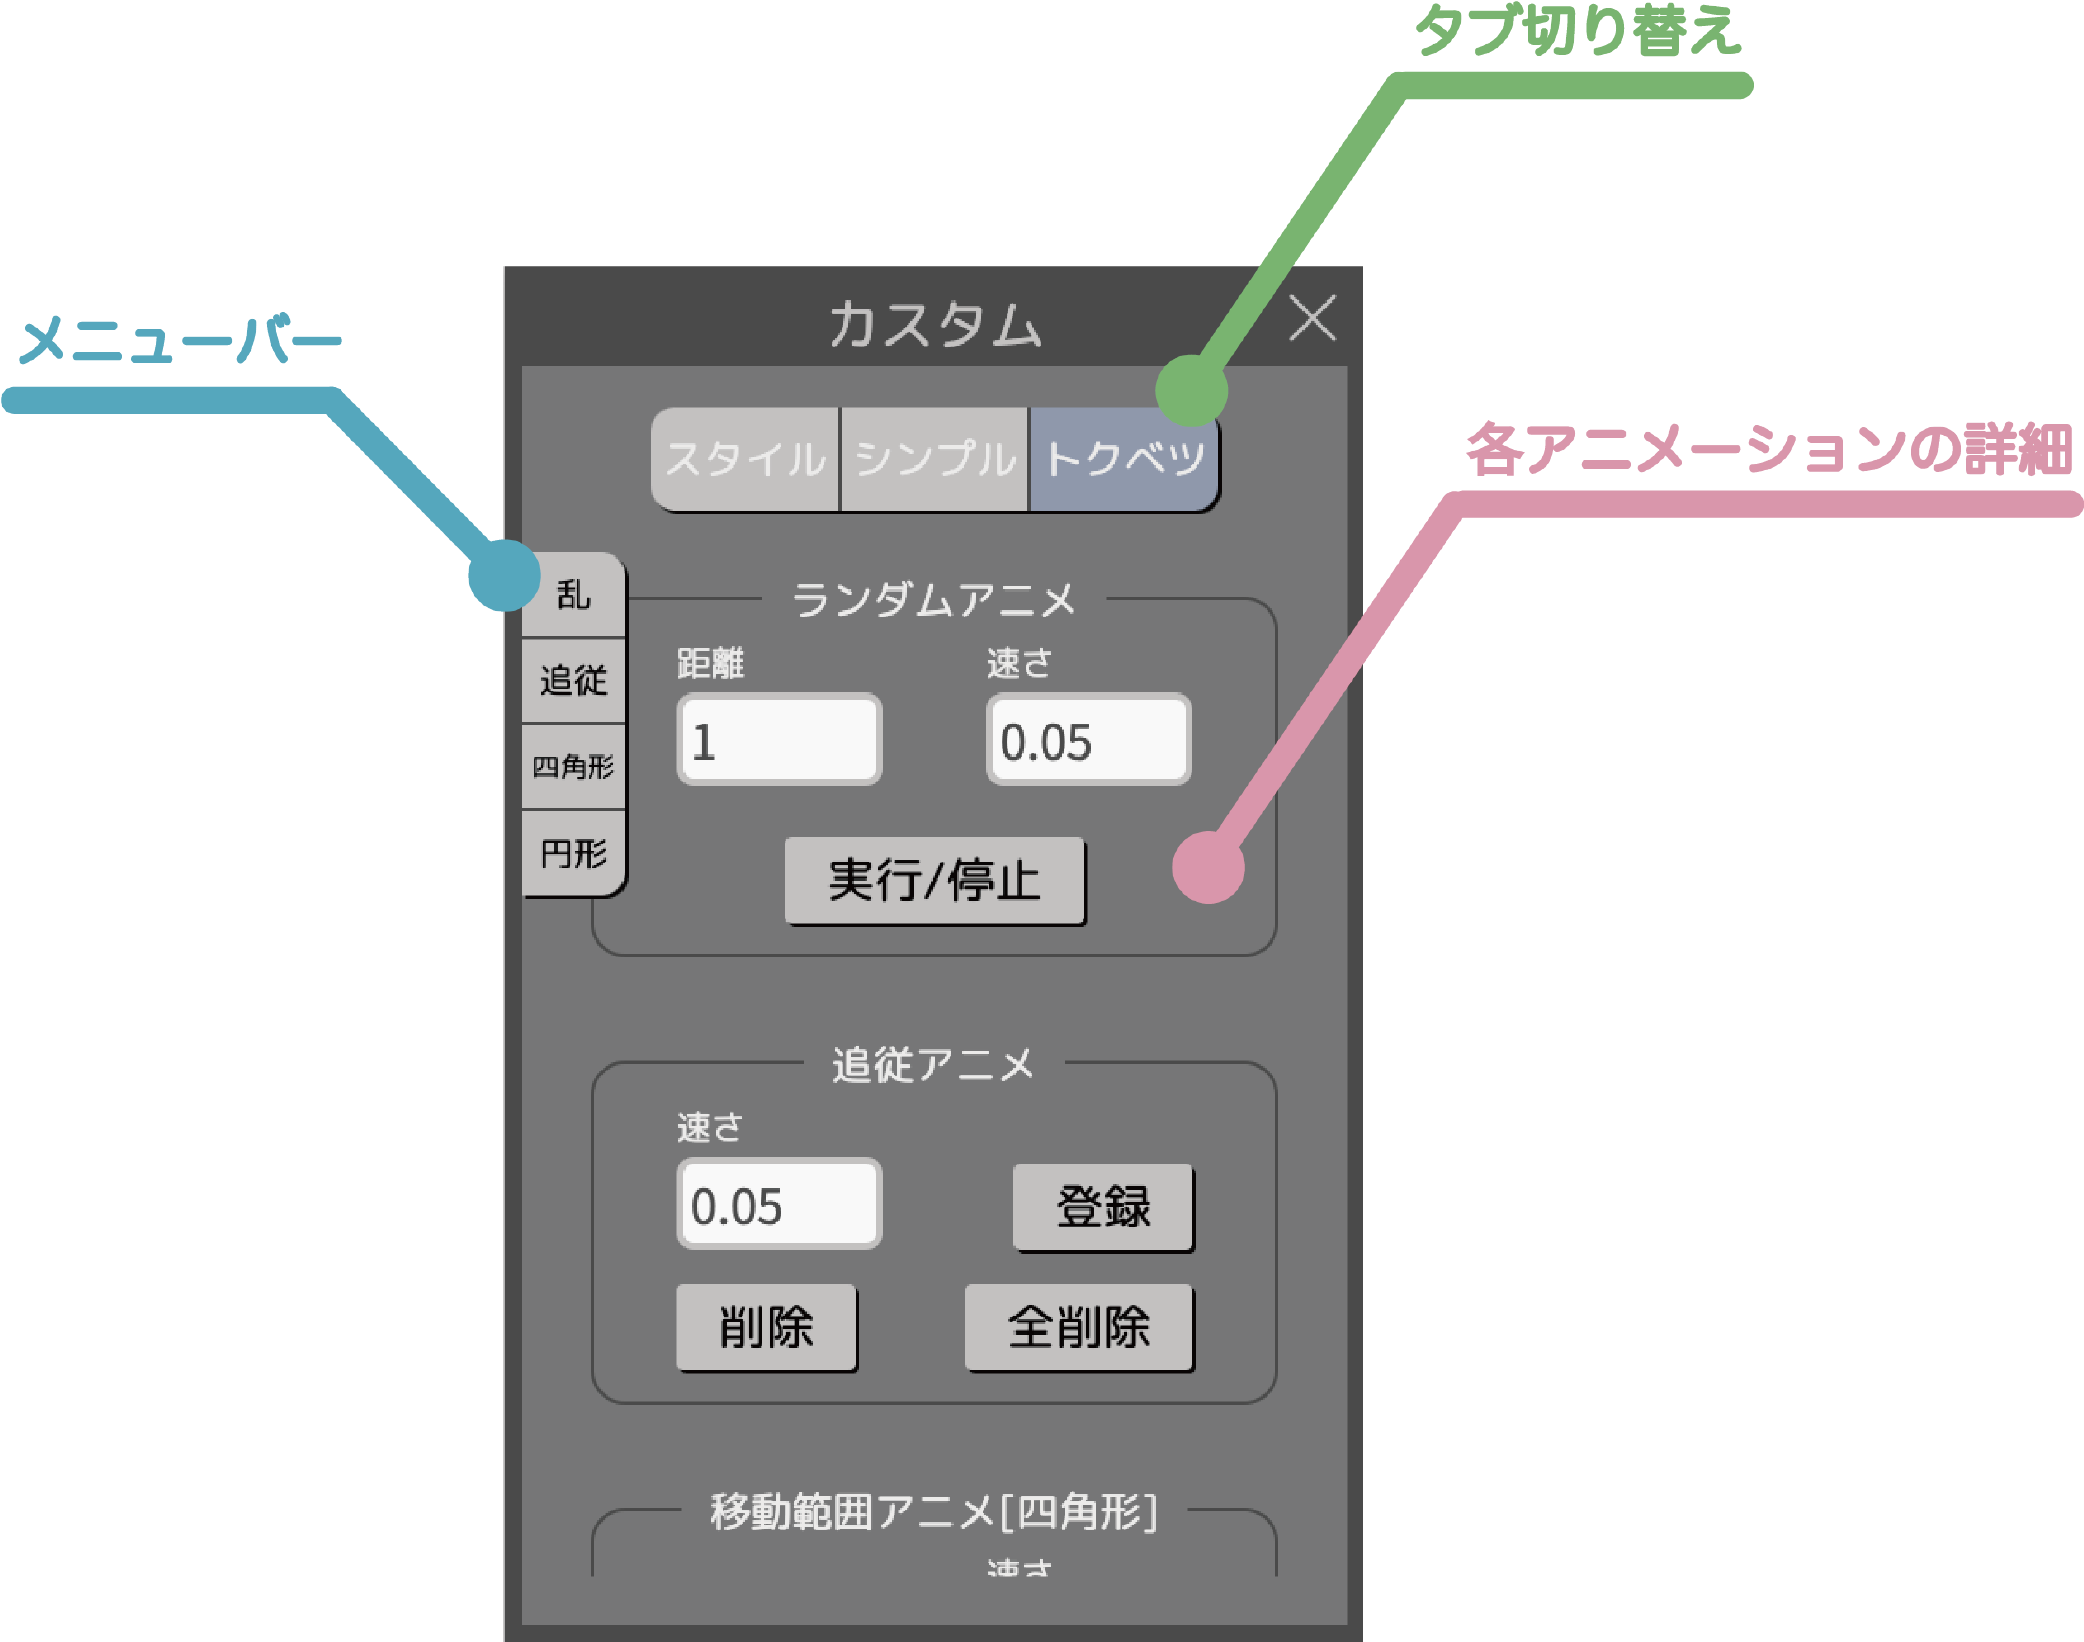 タブ切り替え
メニューバー
カスタム
スタイル シンプル トクベツ
各アニメーションの詳細
乱
追従
四角形
円形
ランダムアニメ
距離 速さ
1 0.05
実行/停止
追従アニメ
速さ
0.05 登録
削除 全削除
移動範囲アニメ[四角形]
速さ